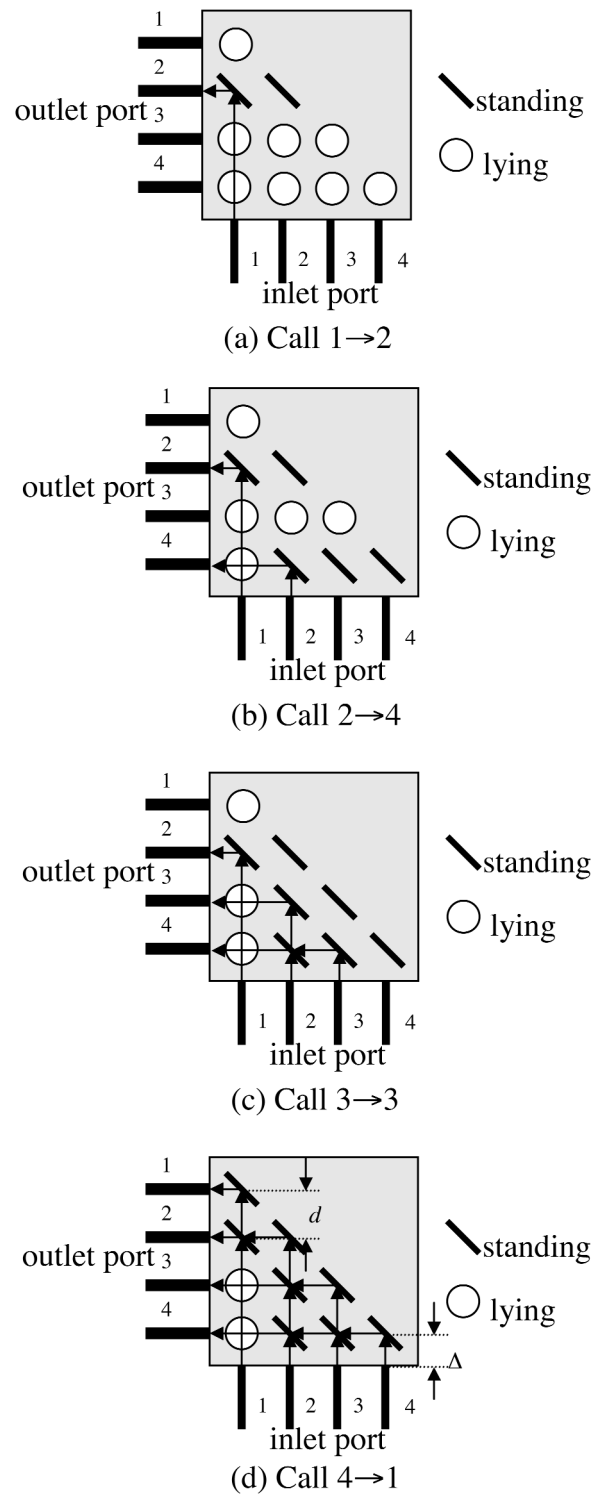 1
2
outlet port
3
4
standing
lying
1 2 3 4
inlet port
(a) Call 1→2
1
2
outlet port
3
4
standing
lying
1 2 3 4
inlet port
(b) Call 2→4
1
2
outlet port
3
4
standing
lying
1 2 3 4
inlet port
(c) Call 3→3
1
2
d
outlet port
3
4
standing
lying
Δ
1 2 3 4
inlet port
(d) Call 4→1